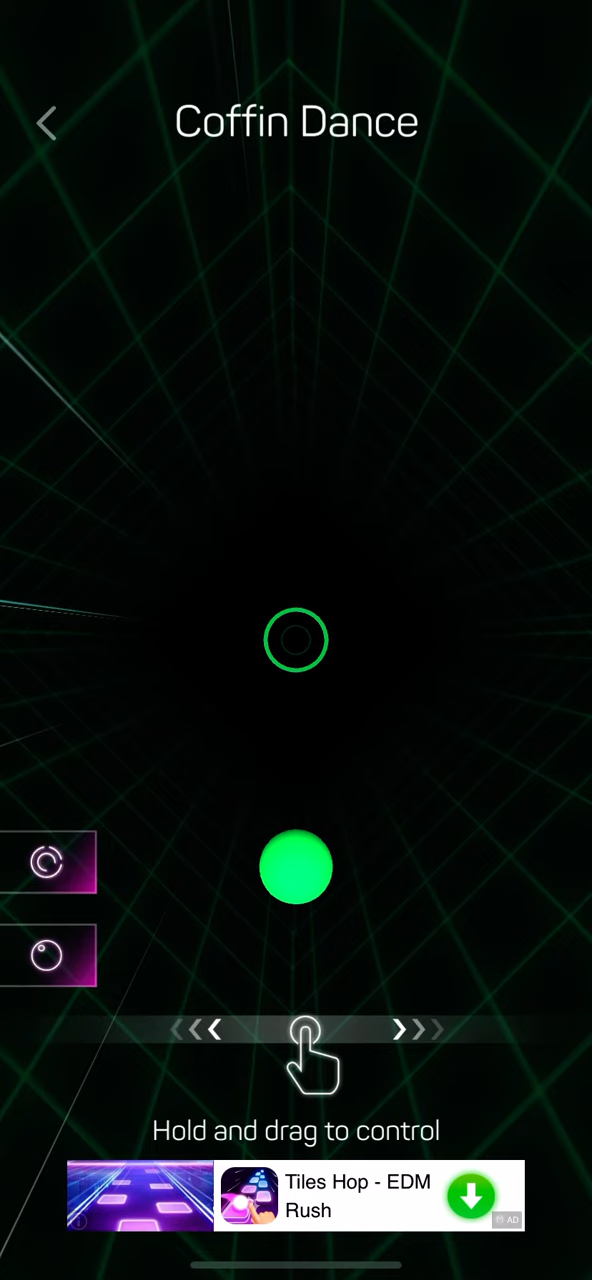 Coffin Dance
Hold and drag to control
Tiles Hop - EDM
Rush
AD